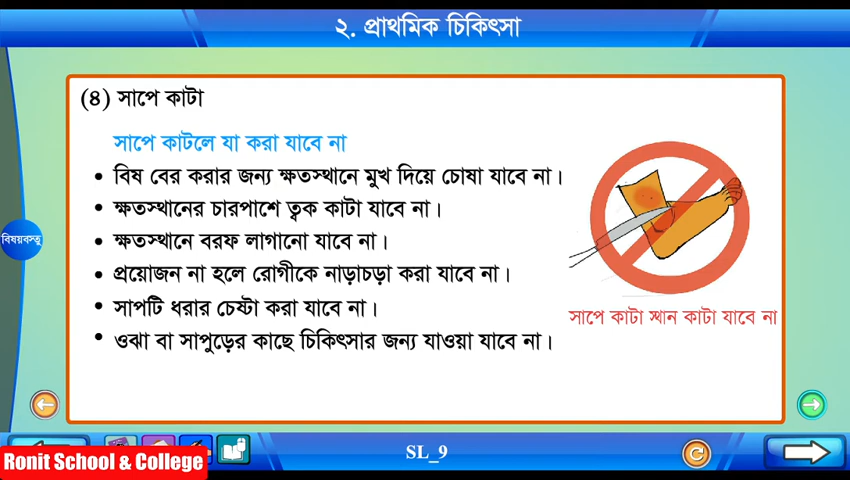 ২. প্রাথমিক চিকিৎসা
(৪) সাপে কাটা
সাপে কাটলে যা করা যাবে না
• বিষ বের করার জন্য ক্ষতস্থানে মুখ দিয়ে চোষা যাবে না।
• ক্ষতস্থানের চারপাশে ত্বক কাটা যাবে না।
• ক্ষতস্থানে বরফ লাগানো যাবে না।
• প্রয়োজন না হলে রোগীকে নাড়াচড়া করা যাবে না।
• সাপটি ধরার চেষ্টা করা যাবে না।
• ওঝা বা সাপুড়ের কাছে চিকিৎসার জন্য যাওয়া যাবে না।
সাপে কাটা স্থান কাটা যাবে না
বিষয়বস্তু
SL_9
Ronit School & College